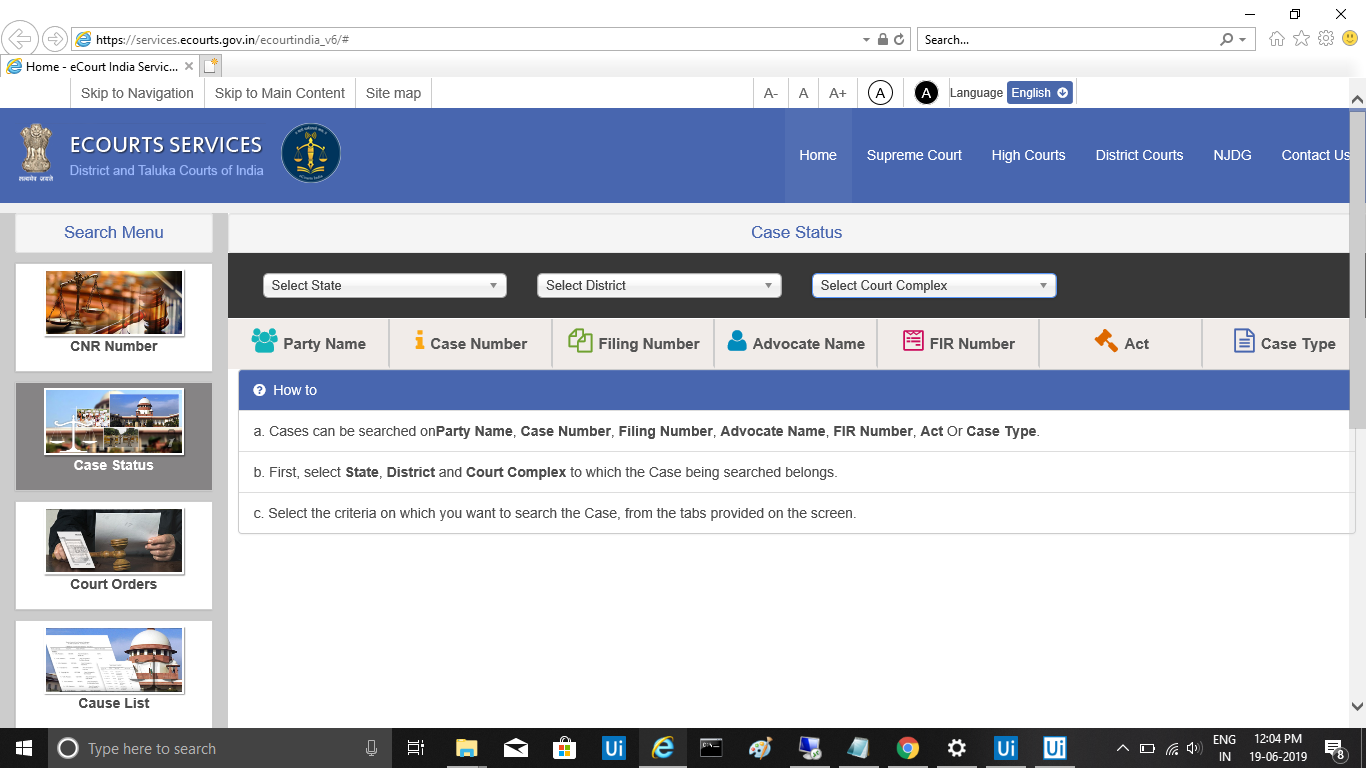 https://services.ecourts.gov.in/ecourtindia_v6/#
Search...
Home - eCourt India Servic...
Skip to Navigation
Skip to Main Content
Site map
A-
A
A+
A
A
Language
English
ECOURTS SERVICES
District and Taluka Courts of India
सत्यमेव जयते
Home
Supreme Court
High Courts
District Courts
NJDG
Contact Us
Search Menu
Case Status
CNR Number
Case Status
Court Orders
Cause List
Select State
Select District
Select Court Complex
Party Name
Case Number
Filing Number
Advocate Name
FIR Number
Act
Case Type
How to
a. Cases can be searched onParty Name, Case Number, Filing Number, Advocate Name, FIR Number, Act Or Case Type.
b. First, select State, District and Court Complex to which the Case being searched belongs.
c. Select the criteria on which you want to search the Case, from the tabs provided on the screen.
Type here to search
Ui
Ui
Ui
ENG
IN
12:04 PM
19-06-2019
8